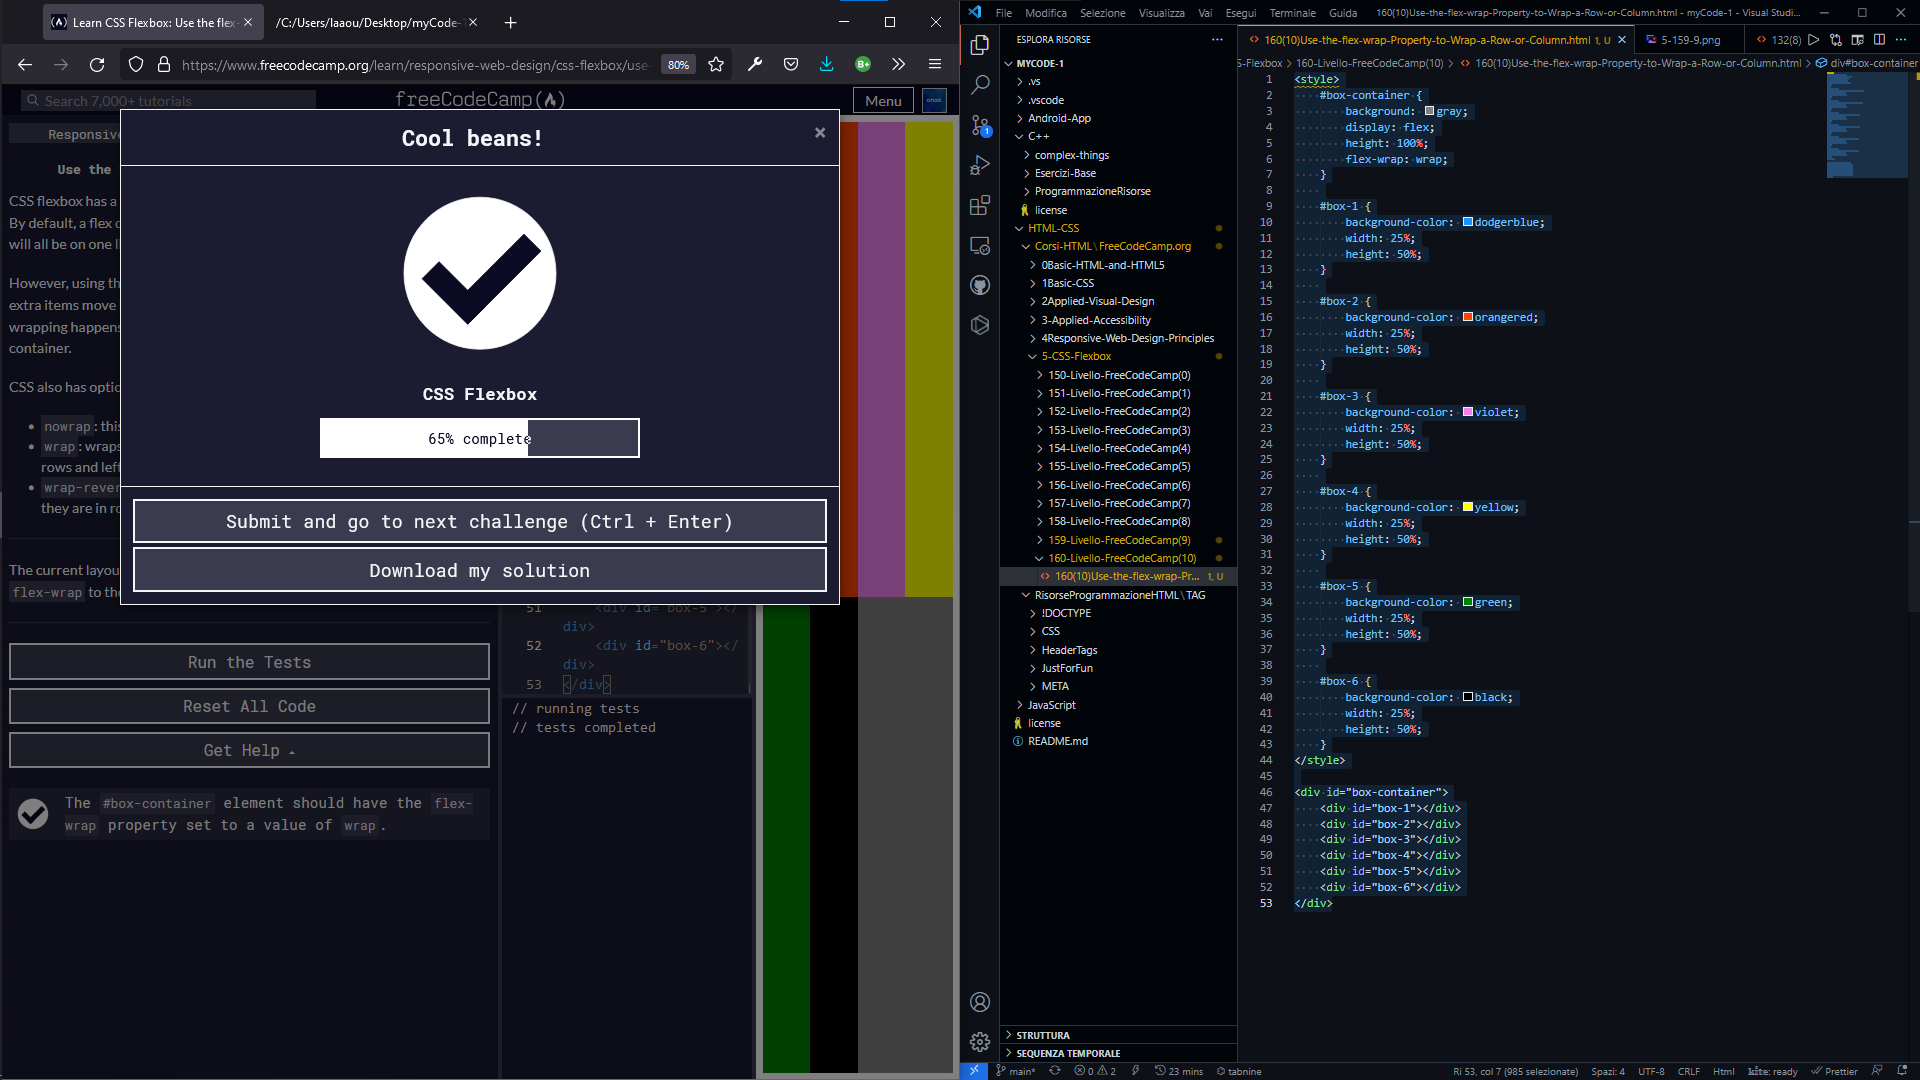 Learn CSS Flexbox: Use the flex-
/C:/Users/laaou/Desktop/myCode-1
https://www.freecodecamp.org/learn/responsive-web-design/css-flexbox/use-
80%
Search 7,000+ tutorials
freeCodeCamp
Menu
Responsive
Cool beans!
Use the
CSS flexbox has a
By default, a flex c
will all be on one li
However, using th
extra items move
wrapping happens
container.
CSS also has optio
nowrap: this
wrap: wraps
rows and left
wrap-rever
they are in ro
CSS Flexbox
65% complete
Submit and go to next challenge (Ctrl + Enter)
Download my solution
The current layou
flex-wrap to the
51 <div id="box-5"></
div>
52 <div id="box-6"></
div>
53 </div>
Run the Tests
Reset All Code
Get Help
// running tests
// tests completed
The #box-container element should have the flex-
wrap property set to a value of wrap.
File Modifica Selezione Visualizza Vai Esegui Terminale Guida
160(10)Use-the-flex-wrap-Property-to-Wrap-a-Row-or-Column.html - myCode-1 - Visual Studi...
ESPLORA RISORSE
MYCODE-1
.vs
.vscode
Android-App
C++
complex-things
Esercizi-Base
ProgrammazioneRisorse
license
HTML-CSS
Corsi-HTML\FreeCodeCamp.org
0Basic-HTML-and-HTML5
1Basic-CSS
2Applied-Visual-Design
3-Applied-Accessibility
4Responsive-Web-Design-Principles
5-CSS-Flexbox
150-Livello-FreeCodeCamp(0)
151-Livello-FreeCodeCamp(1)
152-Livello-FreeCodeCamp(2)
153-Livello-FreeCodeCamp(3)
154-Livello-FreeCodeCamp(4)
155-Livello-FreeCodeCamp(5)
156-Livello-FreeCodeCamp(6)
157-Livello-FreeCodeCamp(7)
158-Livello-FreeCodeCamp(8)
159-Livello-FreeCodeCamp(9)
160-Livello-FreeCodeCamp(10)
160(10)Use-the-flex-wrap-Pr... 1, U
RisorseProgrammazioneHTML\TAG
!DOCTYPE
CSS
HeaderTags
JustForFun
META
JavaScript
license
README.md
STRUTTURA
SEQUENZA TEMPORALE
160(10)Use-the-flex-wrap-Property-to-Wrap-a-Row-or-Column.html 1, U
5-159-9.png
132(8)
S-Flexbox > 160-Livello-FreeCodeCamp(10) > 160(10)Use-the-flex-wrap-Property-to-Wrap-a-Row-or-Column.html > div#box-container
1 <style>
2 #box-container {
3 background: gray;
4 display: flex;
5 height: 100%;
6 flex-wrap: wrap;
7 }
8
9 #box-1 {
10 background-color: dodgerblue;
11 width: 25%;
12 height: 50%;
13 }
14
15 #box-2 {
16 background-color: orangered;
17 width: 25%;
18 height: 50%;
19 }
20
21 #box-3 {
22 background-color: violet;
23 width: 25%;
24 height: 50%;
25 }
26
27 #box-4 {
28 background-color: yellow;
29 width: 25%;
30 height: 50%;
31 }
32
33 #box-5 {
34 background-color: green;
35 width: 25%;
36 height: 50%;
37 }
38
39 #box-6 {
40 background-color: black;
41 width: 25%;
42 height: 50%;
43 }
44 </style>
45
46 <div id="box-container">
47 <div id="box-1"></div>
48 <div id="box-2"></div>
49 <div id="box-3"></div>
50 <div id="box-4"></div>
51 <div id="box-5"></div>
52 <div id="box-6"></div>
53 </div>
main* 0 2 23 mins tabnine
Ri 53, col 7 (985 selezionate) Spazi: 4 UTF-8 CRLF Html kite: ready Prettier